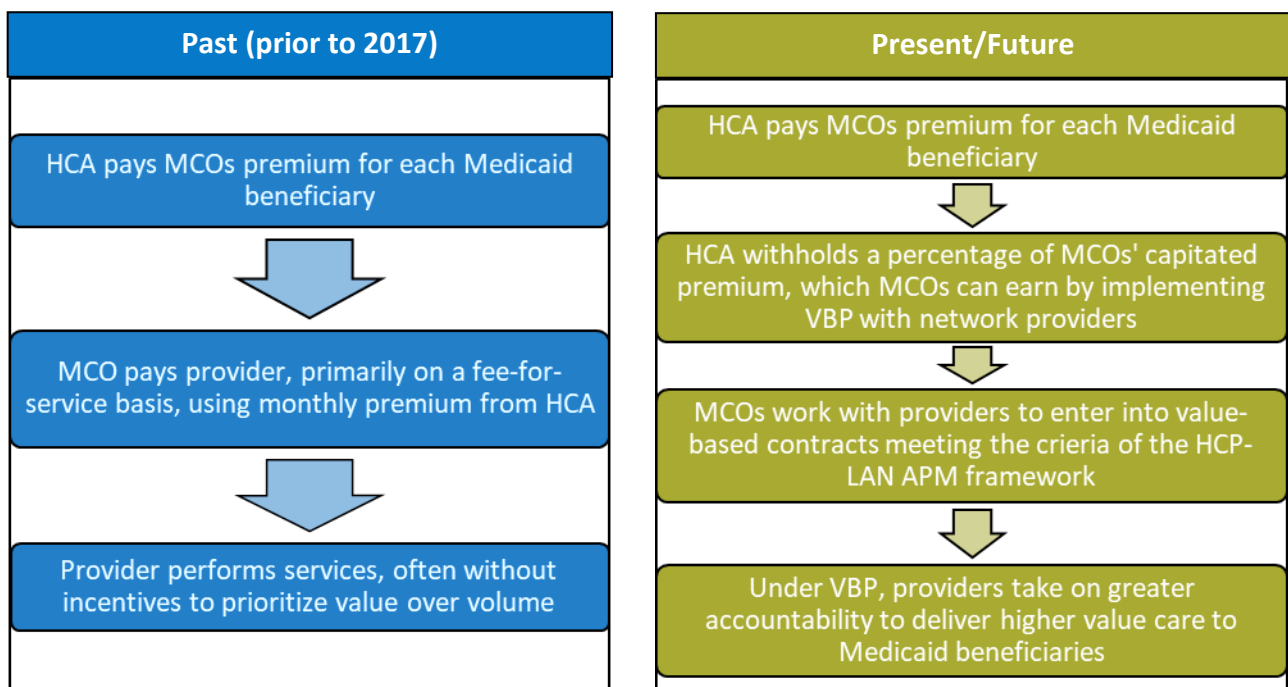 Past (prior to 2017)
HCA pays MCOs premium for each Medicaid
beneficiary
MCO pays provider, primarily on a fee-for-
service basis, using monthly premium from HCA
Provider performs services, often without
incentives to prioritize value over volume
Present/Future
HCA pays MCOs premium for each Medicaid
beneficiary
HCA withholds a percentage of MCOs' capitated
premium, which MCOs can earn by implementing
VBP with network providers
MCOs work with providers to enter into value-
based contracts meeting the crieria of the HCP-
LAN APM framework
Under VBP, providers take on greater
accountability to deliver higher value care to
Medicaid beneficiaries